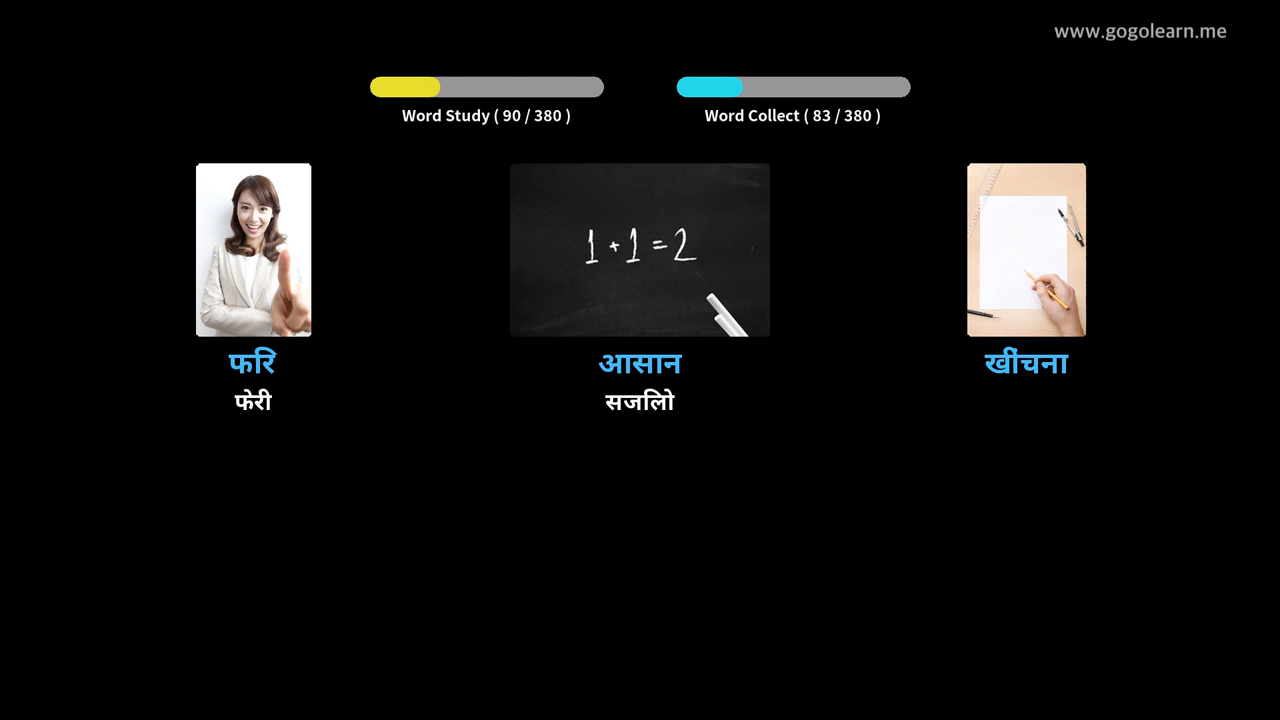 www.gogolearn.me
Word Study ( 90 / 380 )
Word Collect ( 83 / 380 )
1 + 1 = 2
फरि
आसान
खींचना
फेरी
सजलिो